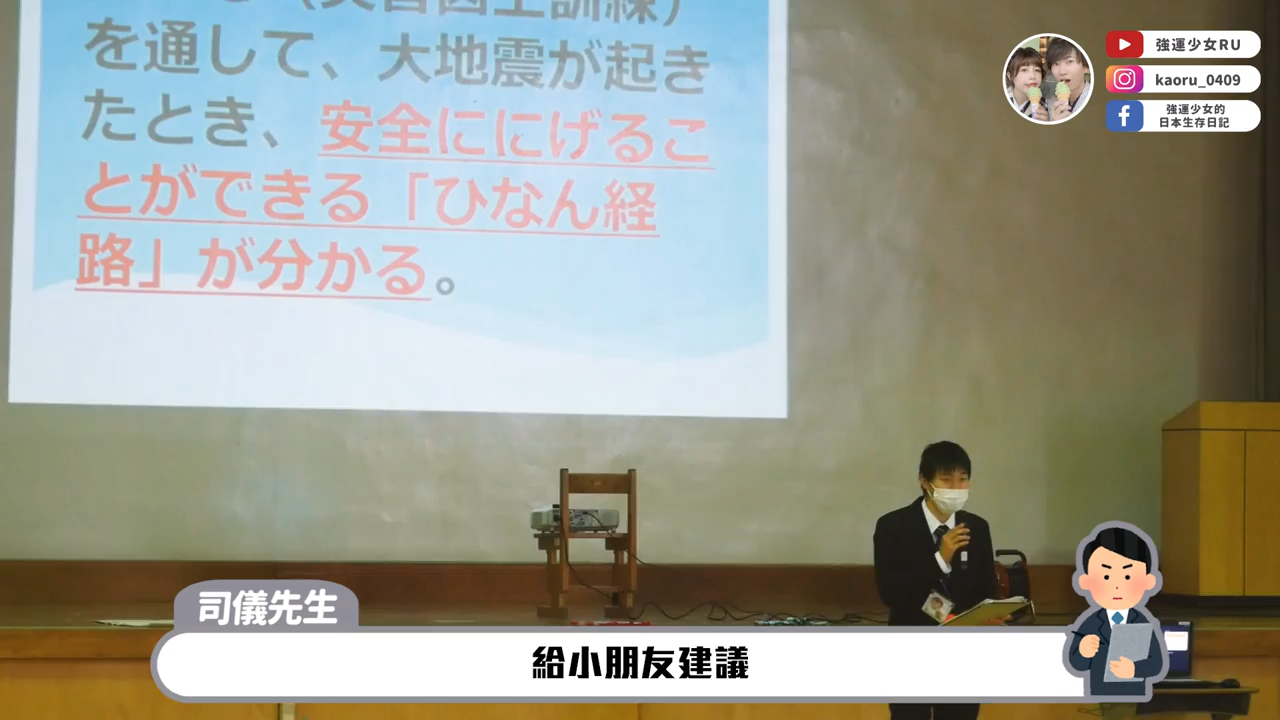 を通して、大地震が起き
たとき、安全ににげるこ
とができる「ひなん経
路」が分かる。
強運少女RU
kaoru_0409
強運少女的
日本生存日記
司儀先生
給小朋友建議